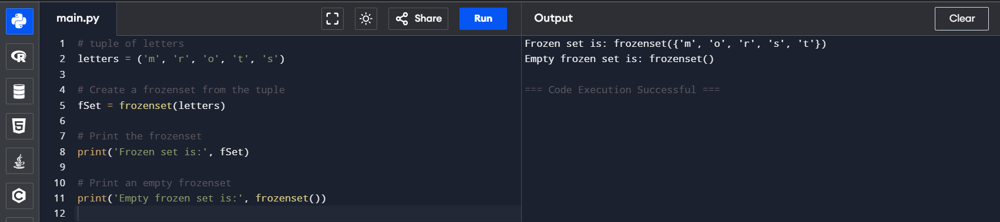 main.py
Share
Run
Output
Clear
1 # tuple of letters
2 letters = ('m', 'r', 'o', 't', 's')
3
4 # Create a frozenset from the tuple
5 fSet = frozenset(letters)
6
7 # Print the frozenset
8 print('Frozen set is:', fSet)
9
10 # Print an empty frozenset
11 print('Empty frozen set is:', frozenset())
12
Frozen set is: frozenset({'m', 'o', 'r', 's', 't'})
Empty frozen set is: frozenset()
=== Code Execution Successful ===